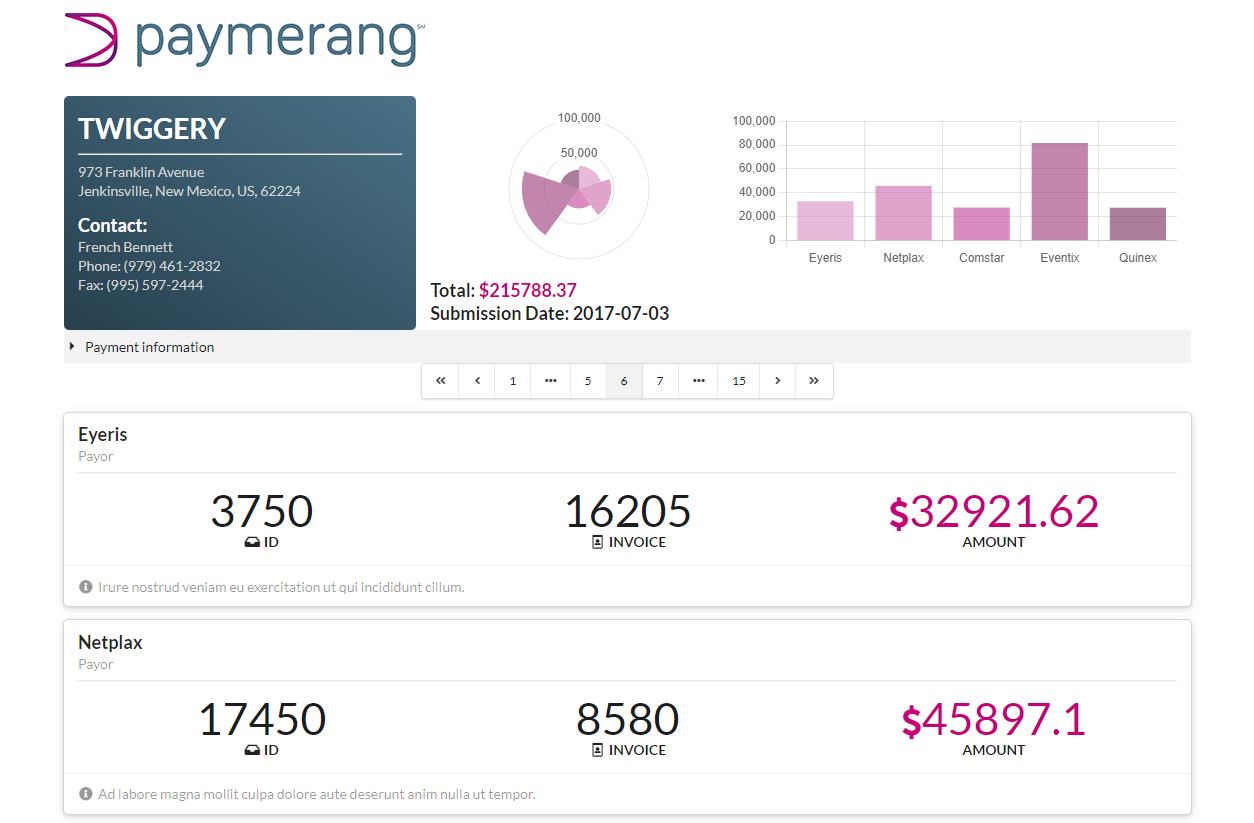 paymerang℠
TWIGGERY
973 Franklin Avenue
Jenkinsville, New Mexico, US, 62224
Contact:
French Bennett
Phone: (979) 461-2832
Fax: (995) 597-2444
100,000
50,000
100,000
80,000
60,000
40,000
20,000
0
Eyeris Netplax Comstar Eventix Quinex
Total: $215788.37
Submission Date: 2017-07-03
Payment information
« ‹ 1 ••• 5 6 7 ••• 15 › »
Eyeris
Payor
3750 16205 $32921.62
ID INVOICE AMOUNT
Irure nostrud veniam eu exercitation ut qui incididunt cillum.
Netplax
Payor
17450 8580 $45897.1
ID INVOICE AMOUNT
Ad labore magna mollit culpa dolore aute deserunt anim nulla ut tempor.